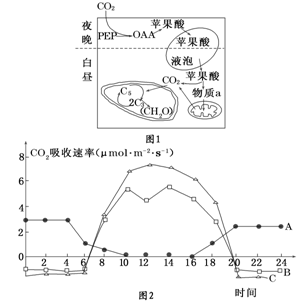 CO₂
夜晚
PEP OAA 苹果酸
苹果酸
液泡
白昼
苹果酸
CO₂
物质a
C₅
2C₃
(CH₂O)
图1
CO₂吸收速率(μmol·m⁻²·s⁻¹)
8
6
4
2
0
A
B
C
0 2 4 6 8 10 12 14 16 18 20 22 24
时间
图2